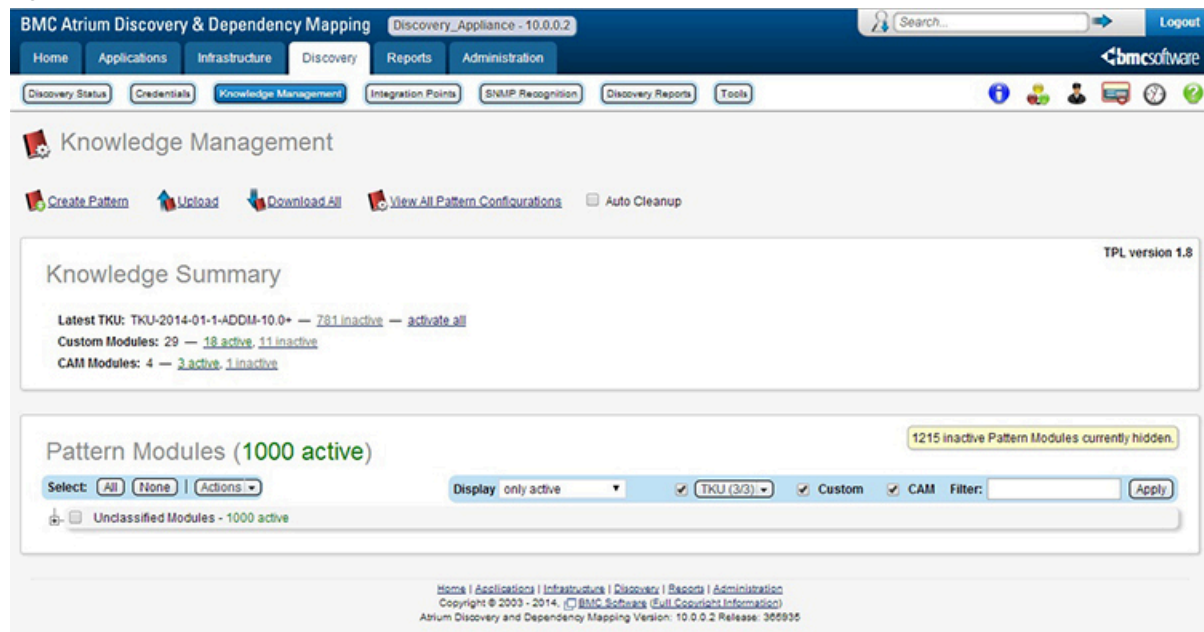 BMC Atrium Discovery & Dependency Mapping Discovery_Appliance - 10.0.0.2 Search... Logout
Home Applications Infrastructure Discovery Reports Administration bmcsoftware
Discovery Status Credentials Knowledge Management Integration Points SNMP Recognition Discovery Reports Tools
Knowledge Management
Create Pattern Upload Download All View All Pattern Configurations Auto Cleanup
TPL version 1.8
Knowledge Summary
Latest TKU: TKU-2014-01-1-ADDM-10.0+ — 781 inactive — activate all
Custom Modules: 29 — 18 active, 11 inactive
CAM Modules: 4 — 3 active, 1 inactive
1215 inactive Pattern Modules currently hidden.
Pattern Modules (1000 active)
Select: All None | Actions Display only active TKU (3/3) Custom CAM Filter: Apply
Unclassified Modules - 1000 active
Home | Applications | Infrastructure | Discovery | Reports | Administration
Copyright © 2003 - 2014, BMC Software (Full Copyright Information)
Atrium Discovery and Dependency Mapping Version: 10.0.0.2 Release: 366935